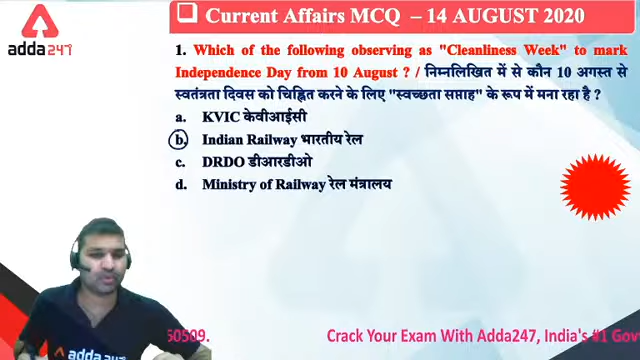 Current Affairs MCQ – 14 AUGUST 2020
adda247
1. Which of the following observing as "Cleanliness Week" to mark
Independence Day from 10 August ? / निम्नलिखित में से कौन 10 अगस्त से
स्वतंत्रता दिवस को चिह्नित करने के लिए "स्वच्छता सप्ताह" के रूप में मना रहा है ?
a. KVIC केवीआईसी
b. Indian Railway भारतीय रेल
c. DRDO डीआरडीओ
d. Ministry of Railway रेल मंत्रालय
adda247
50509.
Crack Your Exam With Adda247, India's #1 Gov